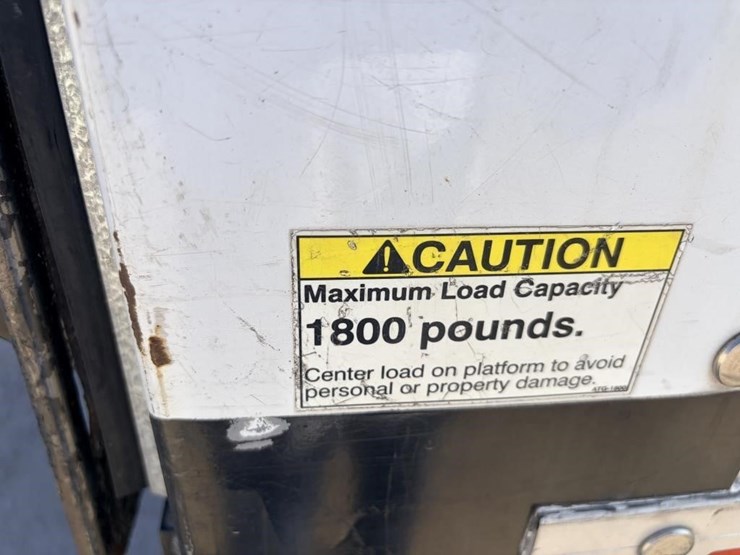 CAUTION
Maximum Load Capacity
1800 pounds.
Center load on platform to avoid
personal or property damage.